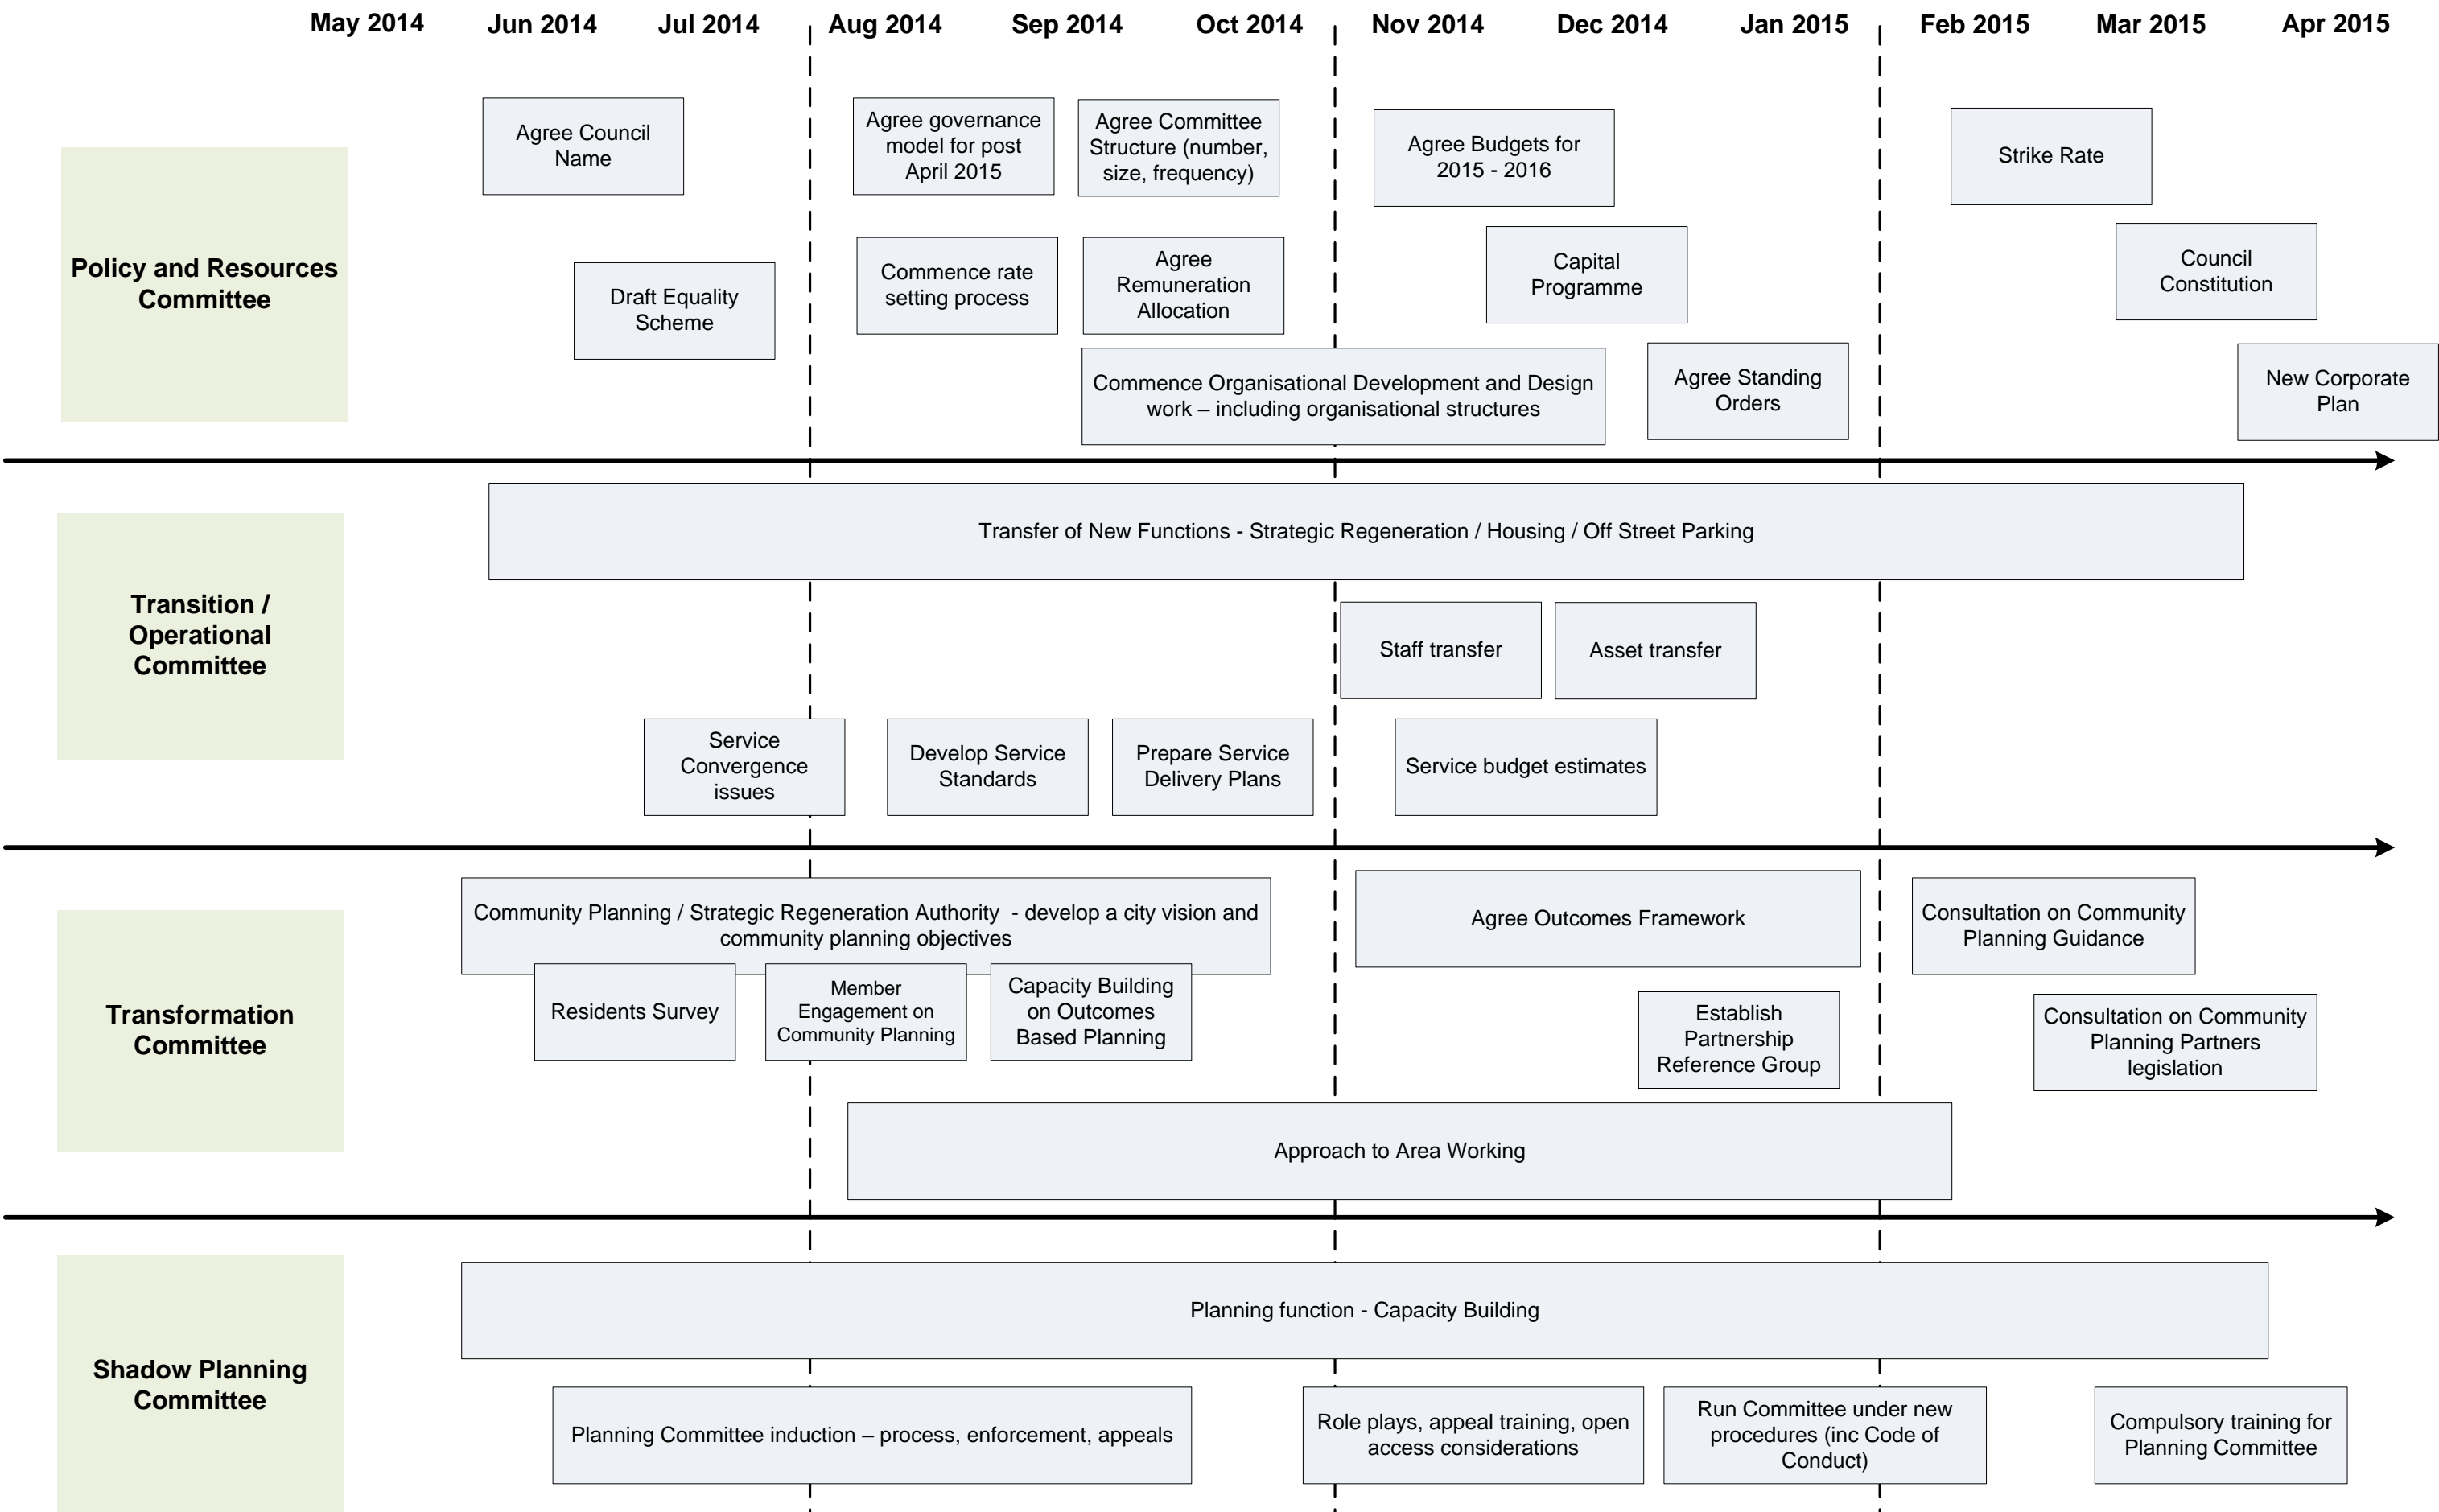 May 2014 Jun 2014 Jul 2014 Aug 2014 Sep 2014 Oct 2014 Nov 2014 Dec 2014 Jan 2015 Feb 2015 Mar 2015 Apr 2015
Policy and Resources
Committee
Agree Council
Name
Draft Equality
Scheme
Agree governance
model for post
April 2015
Commence rate
setting process
Agree Committee
Structure (number,
size, frequency)
Agree
Remuneration
Allocation
Commence Organisational Development and Design
work – including organisational structures
Agree Budgets for
2015 - 2016
Capital
Programme
Agree Standing
Orders
Strike Rate
Council
Constitution
New Corporate
Plan
Transition /
Operational
Committee
Transfer of New Functions - Strategic Regeneration / Housing / Off Street Parking
Staff transfer
Asset transfer
Service
Convergence
issues
Develop Service
Standards
Prepare Service
Delivery Plans
Service budget estimates
Transformation
Committee
Community Planning / Strategic Regeneration Authority  - develop a city vision and
community planning objectives
Residents Survey
Member
Engagement on
Community Planning
Capacity Building
on Outcomes
Based Planning
Agree Outcomes Framework
Establish
Partnership
Reference Group
Consultation on Community
Planning Guidance
Consultation on Community
Planning Partners
legislation
Approach to Area Working
Shadow Planning
Committee
Planning function - Capacity Building
Planning Committee induction – process, enforcement, appeals
Role plays, appeal training, open
access considerations
Run Committee under new
procedures (inc Code of
Conduct)
Compulsory training for
Planning Committee